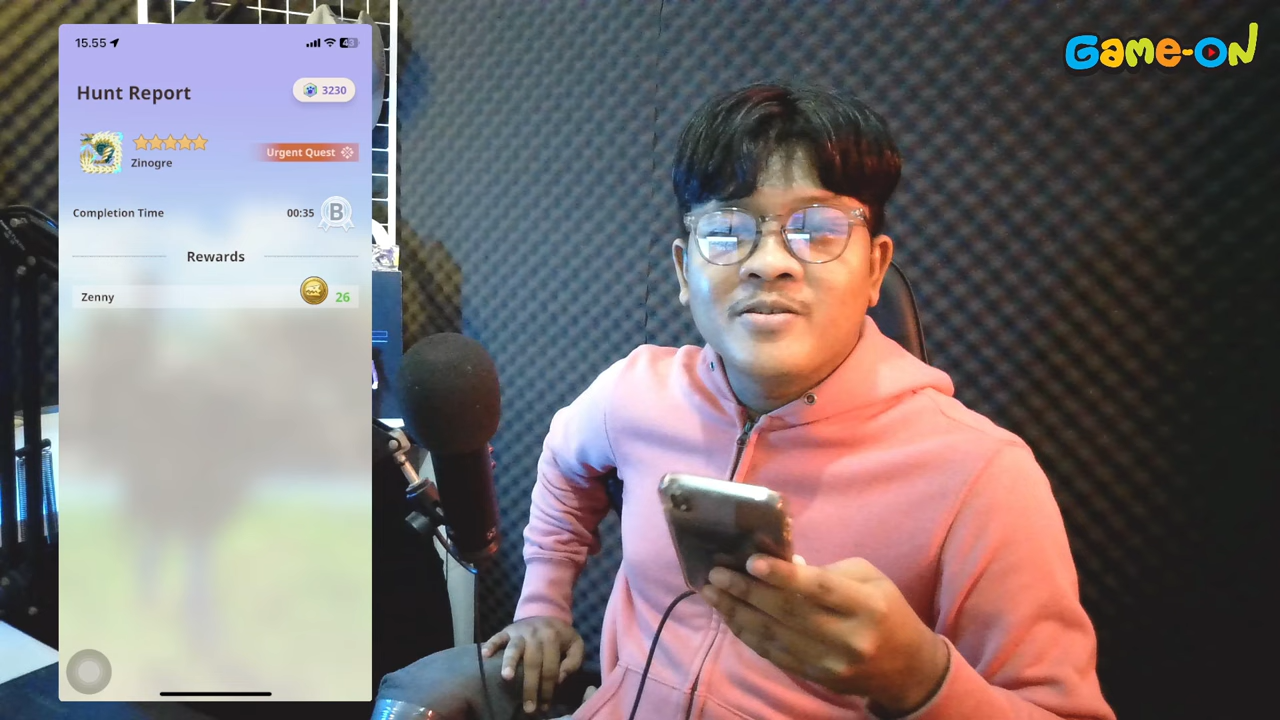 15.55
Hunt Report
3230
Zinogre
Urgent Quest
Completion Time
00:35
B
Rewards
Zenny
26
GAME-ON